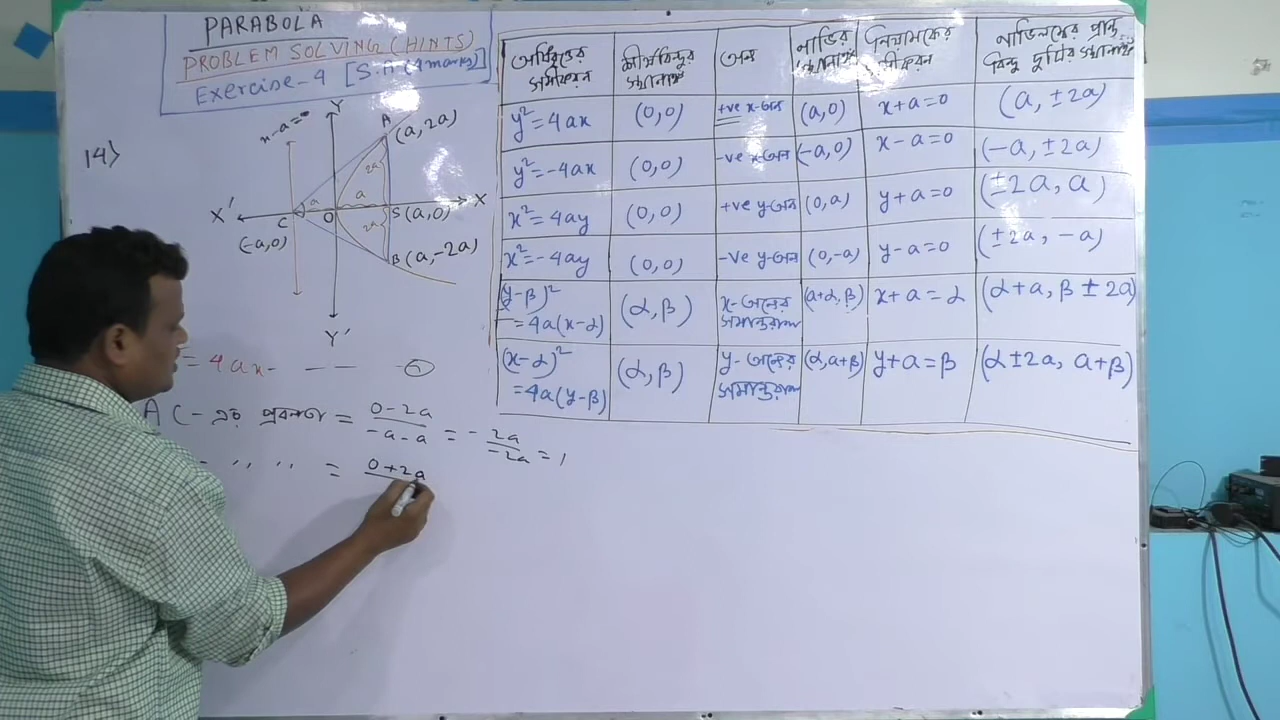 PARABOLA
PROBLEM SOLVING (HINTS)
Exercise-4 [S.A (4 marks)]
14)
x-a=0
Y
A
(a, 2a)
2a
a
a
X'
C
O
S (a,0)
X
2a
(-a,0)
B (a,-2a)
Y'
= 4ax - - - -
AC - এর প্রবণতা = 0-2a / -a-a = - 2a / -2a = 1
" " " = 0+2a
অধিবৃত্তের সমীকরণ শীর্ষবিন্দুর স্থানাঙ্ক অক্ষ নাভির স্থানাঙ্ক নিয়ামকের সমীকরণ নাভিলম্বের প্রান্ত বিন্দু দুটির স্থানাঙ্ক
y² = 4ax (0,0) +ve x-অক্ষ (a,0) x+a=0 (a, ±2a)
y² = -4ax (0,0) -ve x-অক্ষ (-a,0) x-a=0 (-a, ±2a)
x² = 4ay (0,0) +ve y-অক্ষ (0,a) y+a=0 (±2a, a)
x² = -4ay (0,0) -ve y-অক্ষ (0,-a) y-a=0 (±2a, -a)
(y-β)² = 4a(x-α) (α,β) x-অক্ষের সমান্তরাল (a+α, β) x+a = α (α+a, β±2a)
(x-α)² = 4a(y-β) (α,β) y-অক্ষের সমান্তরাল (α, a+β) y+a=β (α±2a, a+β)